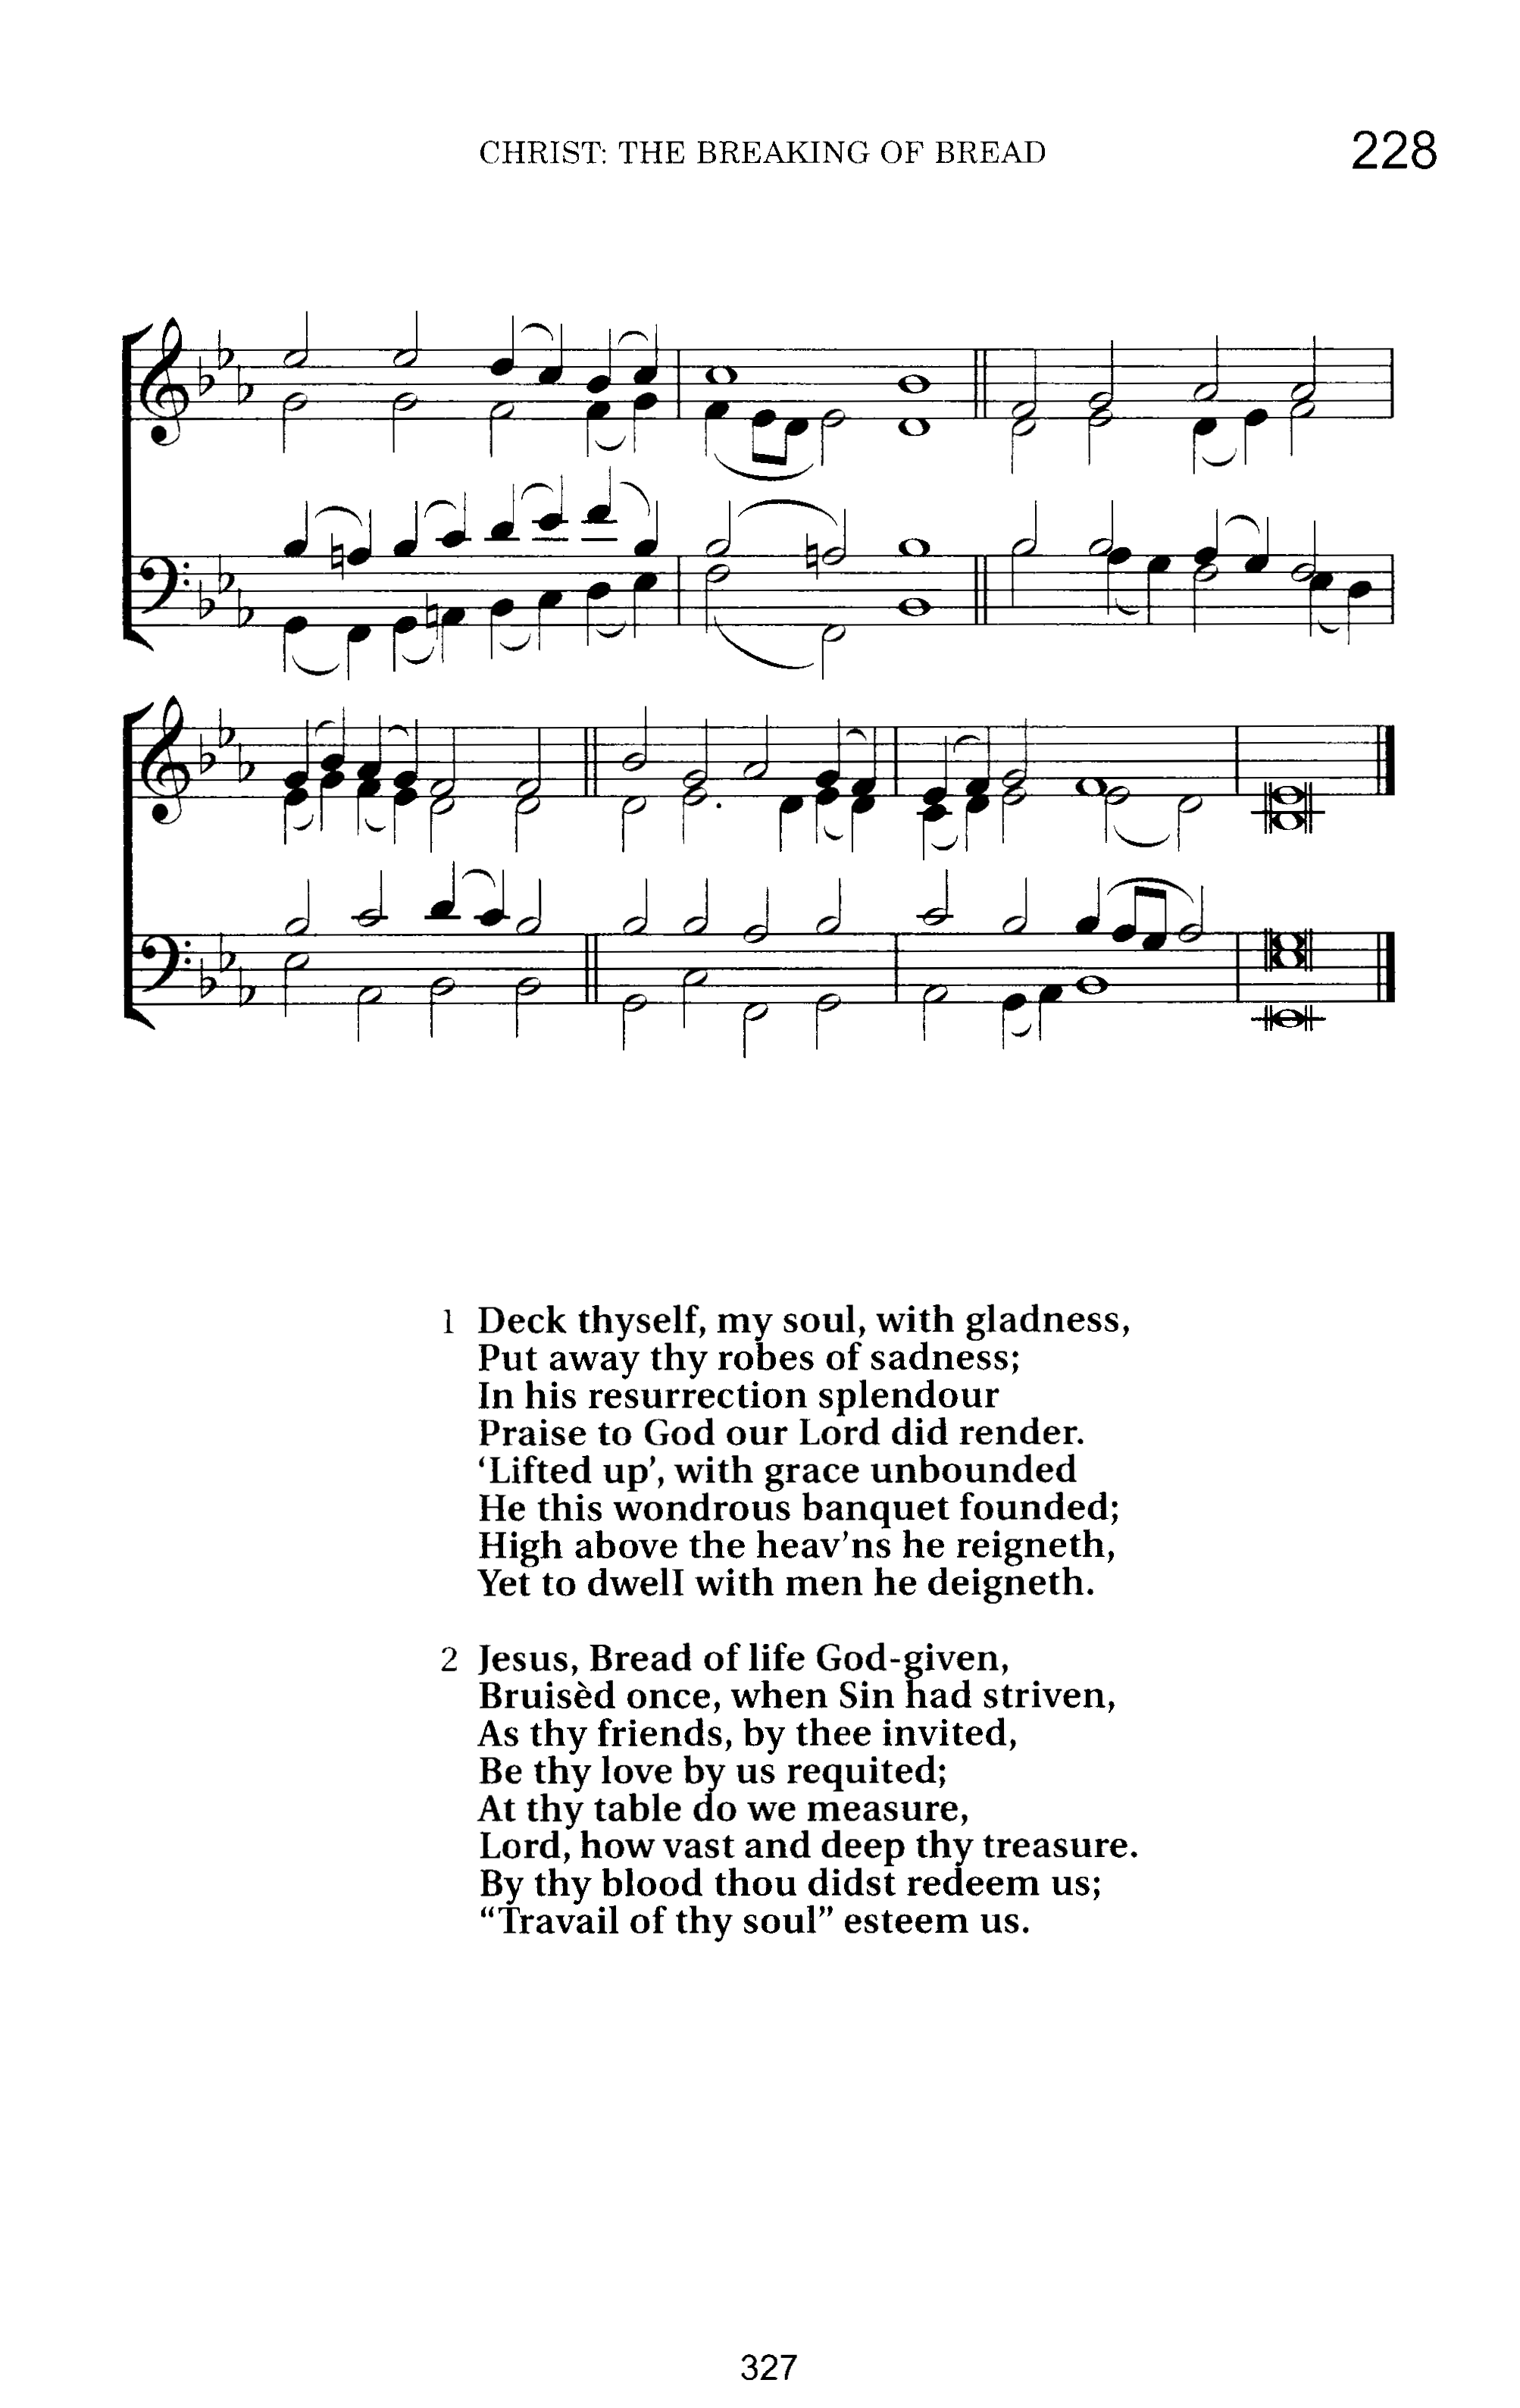 CHRIST: THE BREAKING OF BREAD
228
1 Deck thyself, my soul, with gladness,
Put away thy robes of sadness;
In his resurrection splendour
Praise to God our Lord did render.
‘Lifted up’, with grace unbounded
He this wondrous banquet founded;
High above the heav’ns he reigneth,
Yet to dwell with men he deigneth.
2 Jesus, Bread of life God-given,
Bruisèd once, when Sin had striven,
As thy friends, by thee invited,
Be thy love by us requited;
At thy table do we measure,
Lord, how vast and deep thy treasure.
By thy blood thou didst redeem us;
“Travail of thy soul” esteem us.
327